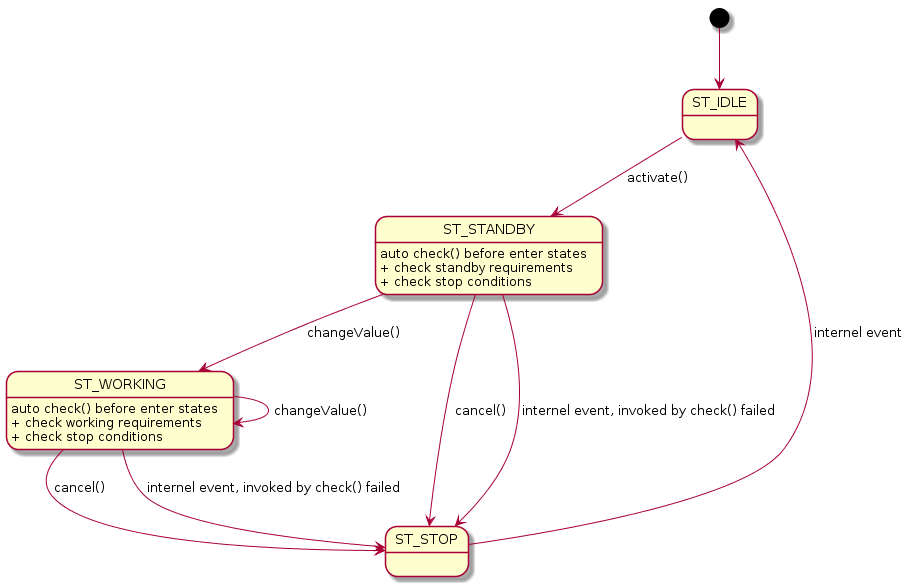 ST_IDLE
activate()
ST_STANDBY
auto check() before enter states
+ check standby requirements
+ check stop conditions
changeValue()
internel event
ST_WORKING
auto check() before enter states
+ check working requirements
+ check stop conditions
changeValue()
cancel()
internel event, invoked by check() failed
cancel()
internel event, invoked by check() failed
ST_STOP